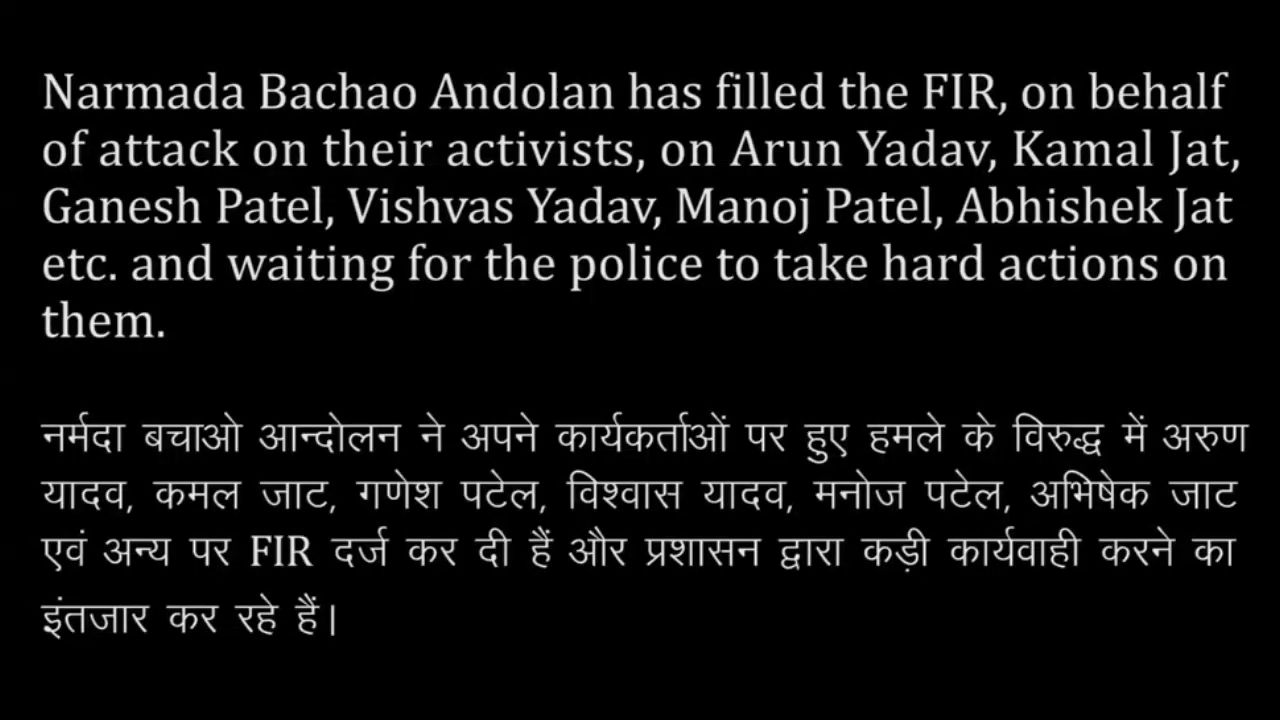 Narmada Bachao Andolan has filled the FIR, on behalf
of attack on their activists, on Arun Yadav, Kamal Jat,
Ganesh Patel, Vishvas Yadav, Manoj Patel, Abhishek Jat
etc. and waiting for the police to take hard actions on
them.
नर्मदा बचाओ आन्दोलन ने अपने कार्यकर्ताओं पर हुए हमले के विरुद्ध में अरुण
यादव, कमल जाट, गणेश पटेल, विश्वास यादव, मनोज पटेल, अभिषेक जाट
एवं अन्य पर FIR दर्ज कर दी हैं और प्रशासन द्वारा कड़ी कार्यवाही करने का
इंतजार कर रहे हैं।